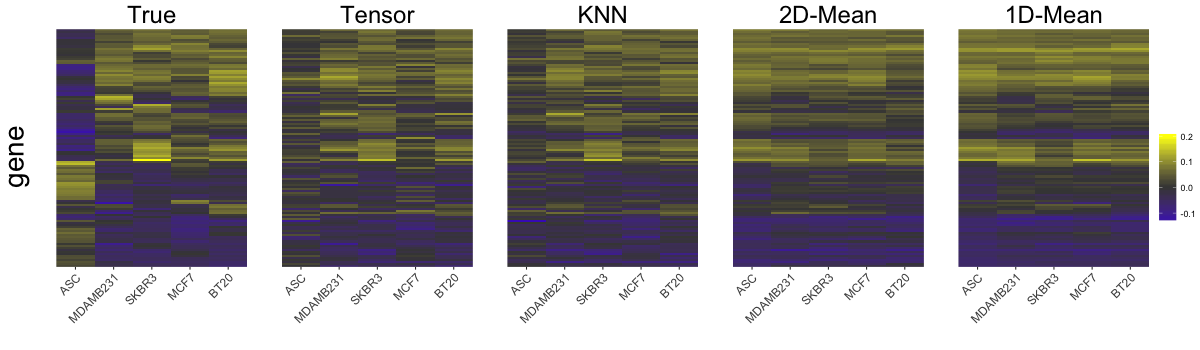 True Tensor KNN 2D-Mean 1D-Mean
gene
0.2
0.1
0.0
-0.1
ASC MDAMB231 SKBR3 MCF7 BT20 ASC MDAMB231 SKBR3 MCF7 BT20 ASC MDAMB231 SKBR3 MCF7 BT20 ASC MDAMB231 SKBR3 MCF7 BT20 ASC MDAMB231 SKBR3 MCF7 BT20